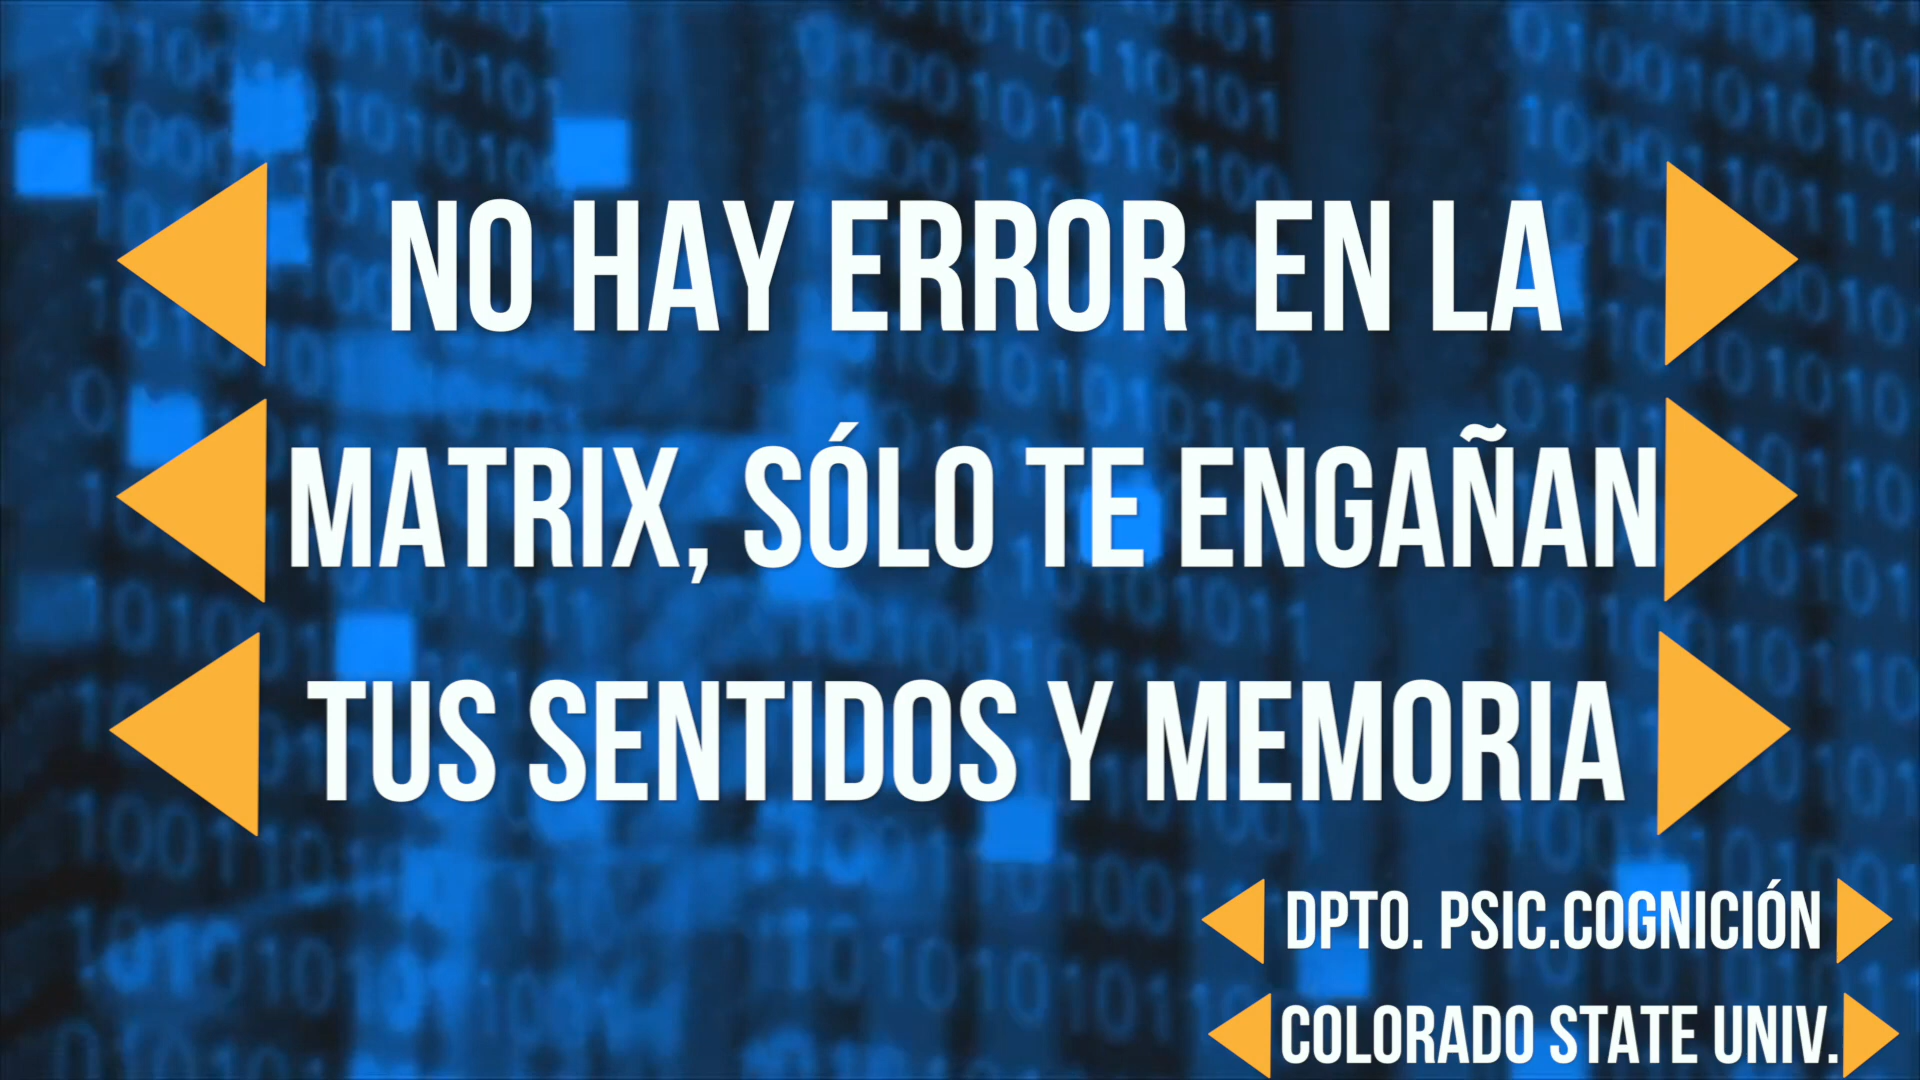 NO HAY ERROR EN LA
MATRIX, SÓLO TE ENGAÑAN
TUS SENTIDOS Y MEMORIA
DPTO. PSIC.COGNICIÓN
COLORADO STATE UNIV.